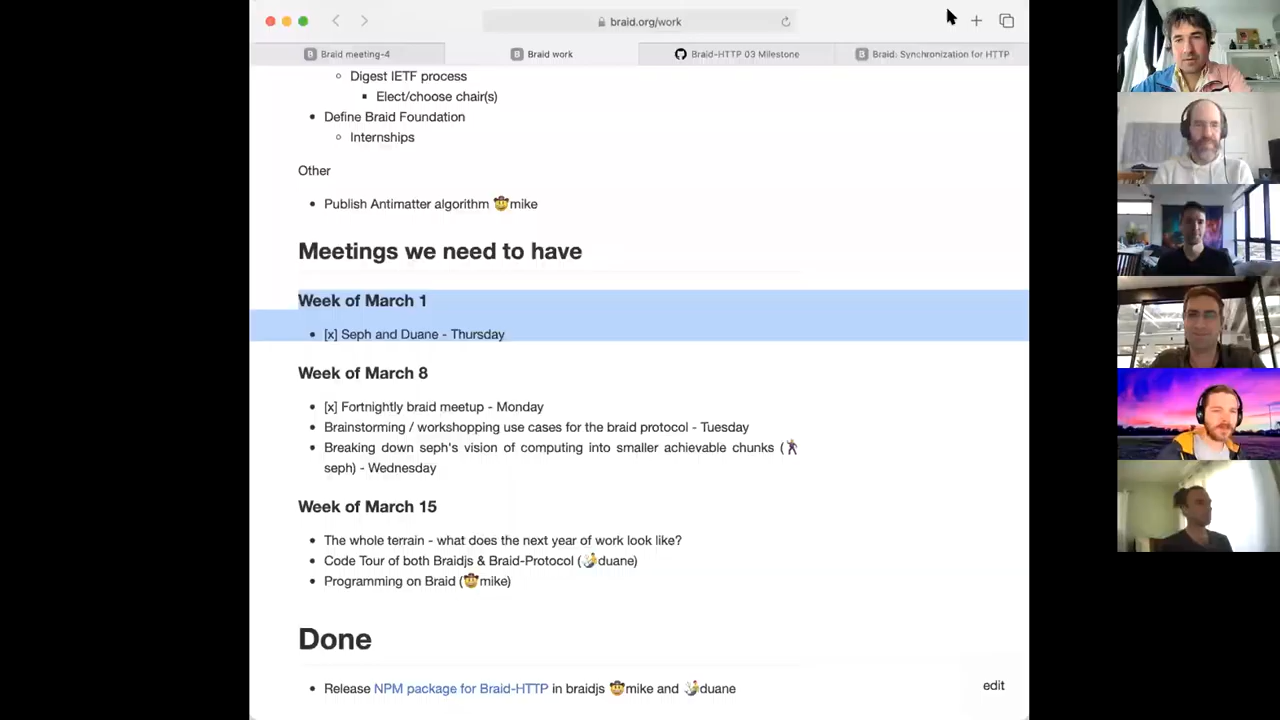 braid.org/work
Braid meeting-4
Braid work
Braid-HTTP 03 Milestone
Braid: Synchronization for HTTP
Digest IETF process
Elect/choose chair(s)
Define Braid Foundation
Internships
Other
Publish Antimatter algorithm 🤠mike
Meetings we need to have
Week of March 1
[x] Seph and Duane - Thursday
Week of March 8
[x] Fortnightly braid meetup - Monday
Brainstorming / workshopping use cases for the braid protocol - Tuesday
Breaking down seph's vision of computing into smaller achievable chunks (🕺
seph) - Wednesday
Week of March 15
The whole terrain - what does the next year of work look like?
Code Tour of both Braidjs & Braid-Protocol (🤽duane)
Programming on Braid (🤠mike)
Done
Release NPM package for Braid-HTTP in braidjs 🤠mike and 🤽duane
edit